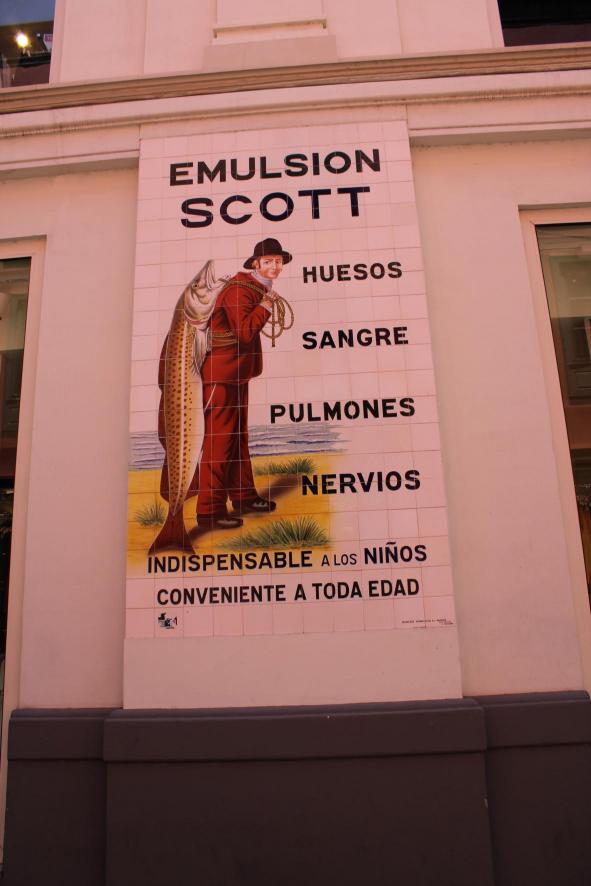 EMULSION
SCOTT
HUESOS
SANGRE
PULMONES
NERVIOS
INDISPENSABLE A LOS NIÑOS
CONVENIENTE A TODA EDAD